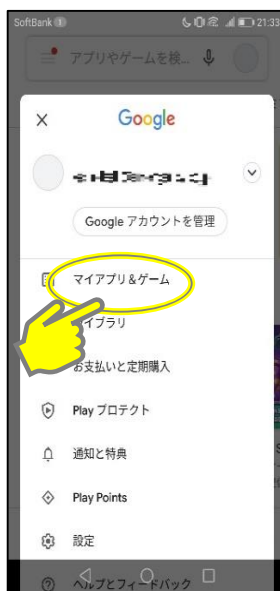 SoftBank 21:33
アプリやゲームを検...
Google
Google アカウントを管理
マイアプリ&ゲーム
イブラリ
お支払いと定期購入
Play プロテクト
通知と特典
Play Points
設定
ヘルプとフィードバック